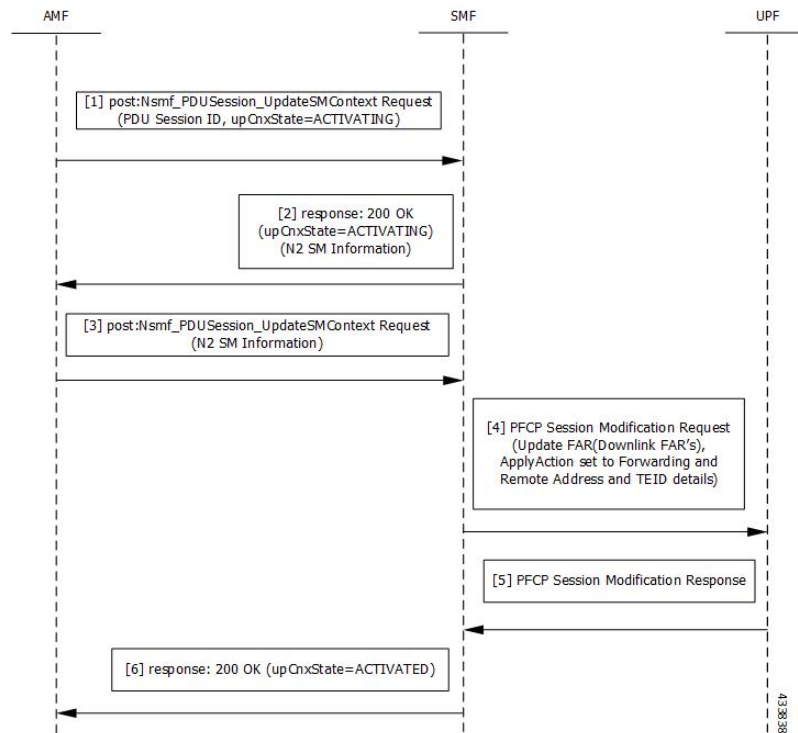 AMF
SMF
UPF
[1] post:Nsmf_PDUSession_UpdateSMContext Request
(PDU Session ID, upCnxState=ACTIVATING)
[2] response: 200 OK
(upCnxState=ACTIVATING)
(N2 SM Information)
[3] post:Nsmf_PDUSession_UpdateSMContext Request
(N2 SM Information)
[4] PFCP Session Modification Request
(Update FAR(Downlink FAR's),
ApplyAction set to Forwarding and
Remote Address and TEID details)
[5] PFCP Session Modification Response
[6] response: 200 OK (upCnxState=ACTIVATED)
433838